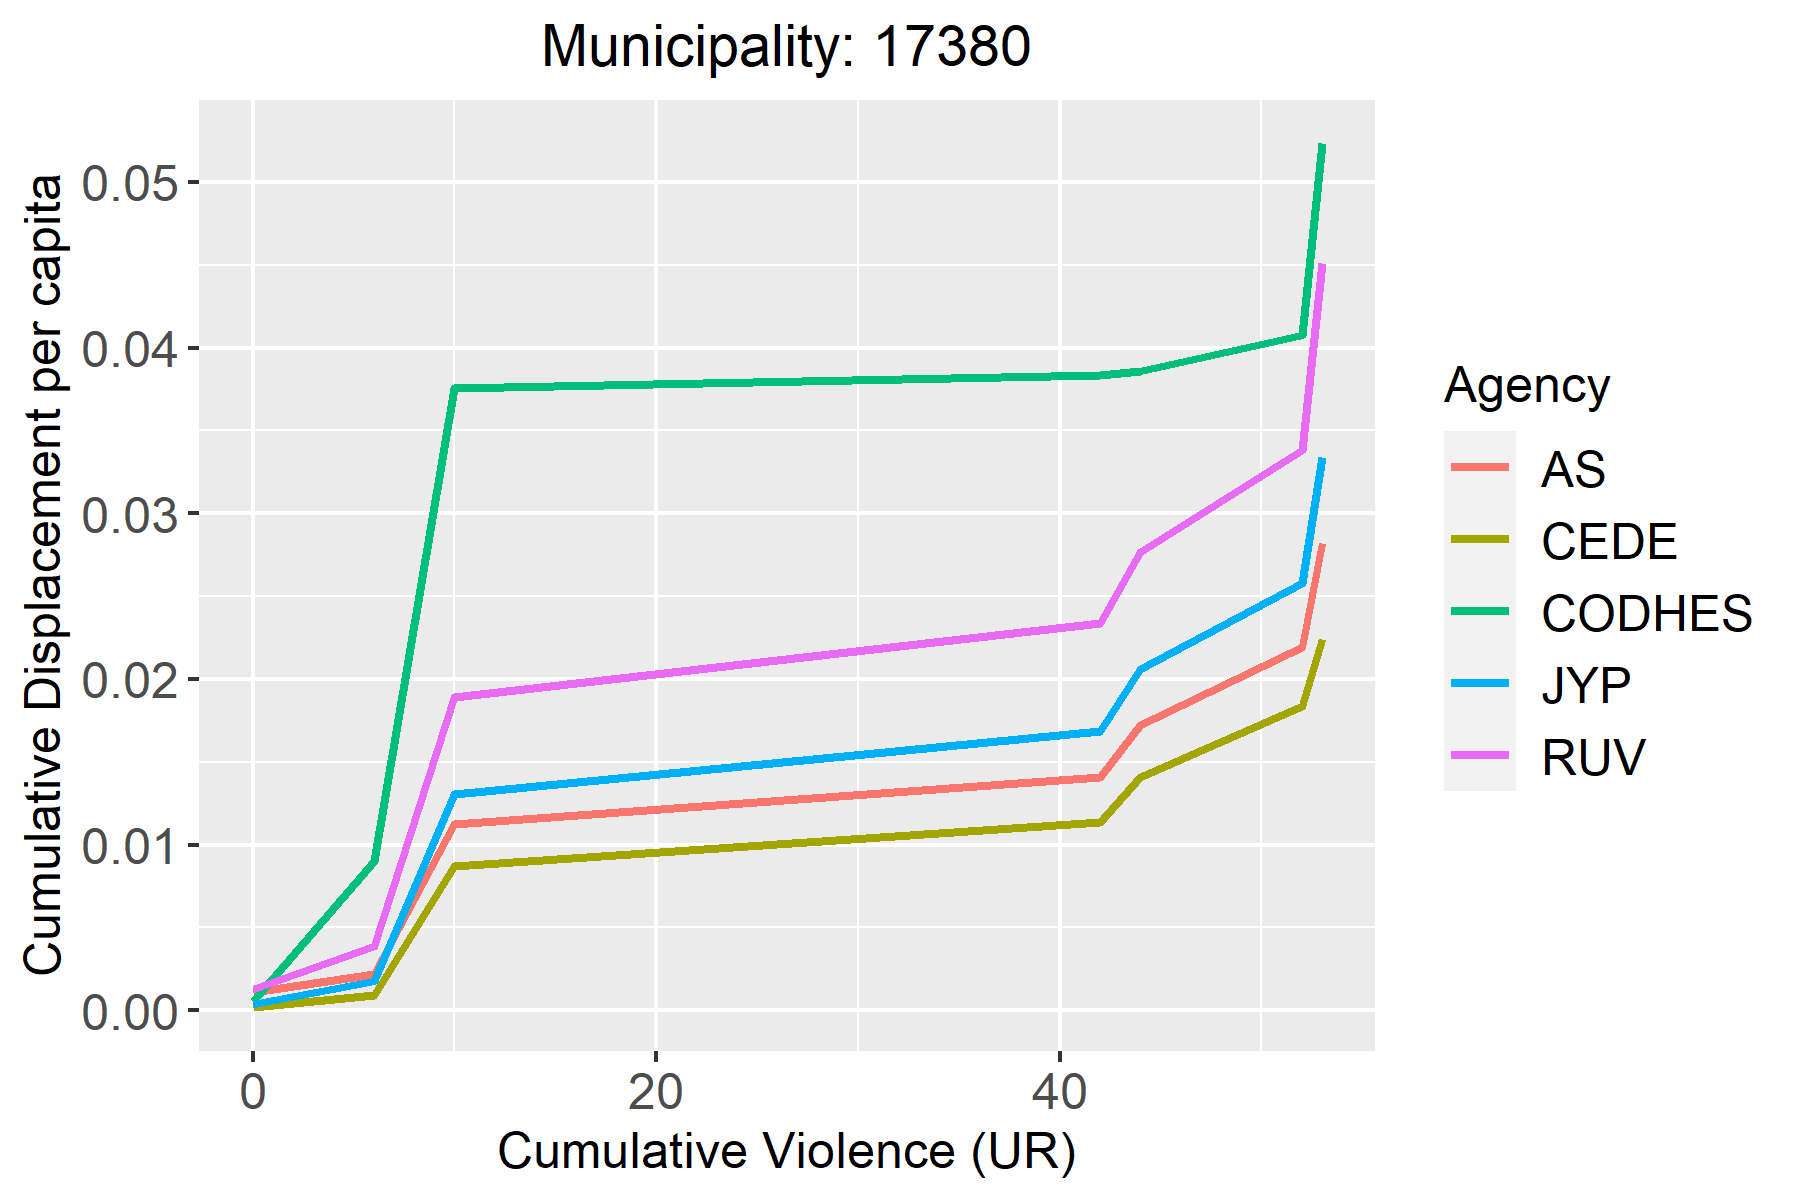 Municipality: 17380
Cumulative Displacement per capita
0.05
0.04
0.03
0.02
0.01
0.00
0
20
40
Cumulative Violence (UR)
Agency
AS
CEDE
CODHES
JYP
RUV